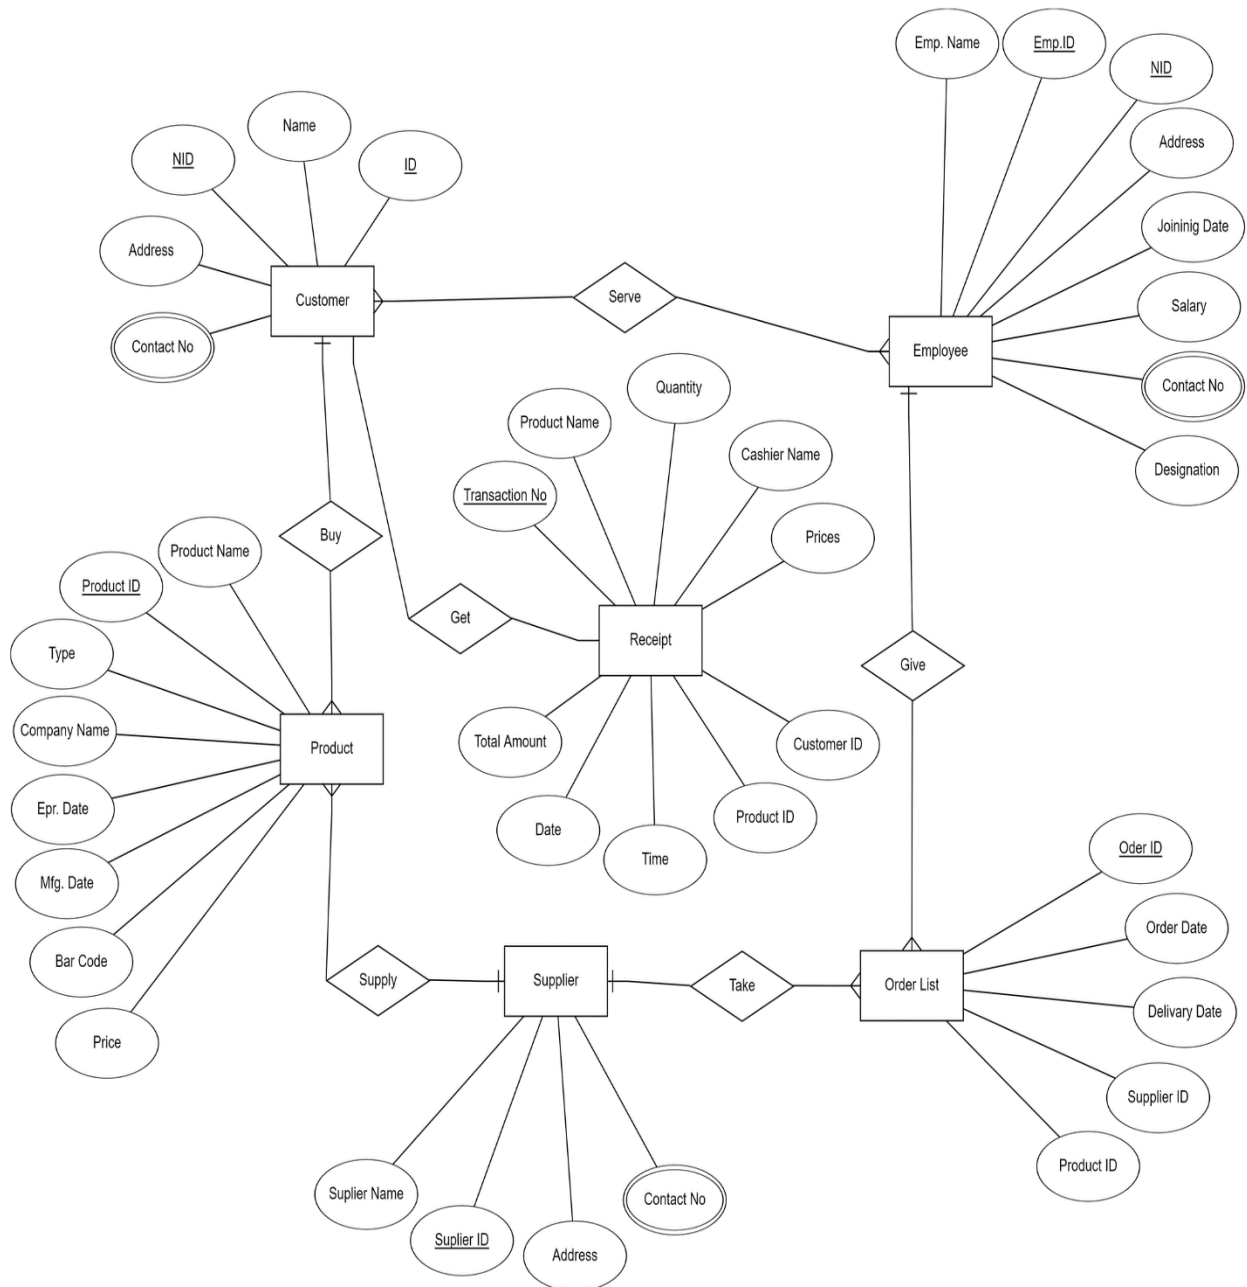 Emp. Name
Emp.ID
NID
Address
Joininig Date
Salary
Contact No
Designation
Employee
Name
NID
ID
Address
Contact No
Customer
Serve
Quantity
Product Name
Cashier Name
Transaction No
Prices
Receipt
Total Amount
Customer ID
Date
Product ID
Time
Buy
Get
Give
Product Name
Product ID
Type
Company Name
Epr. Date
Mfg. Date
Bar Code
Price
Product
Supply
Supplier
Take
Order List
Oder ID
Order Date
Delivary Date
Supplier ID
Product ID
Suplier Name
Suplier ID
Address
Contact No